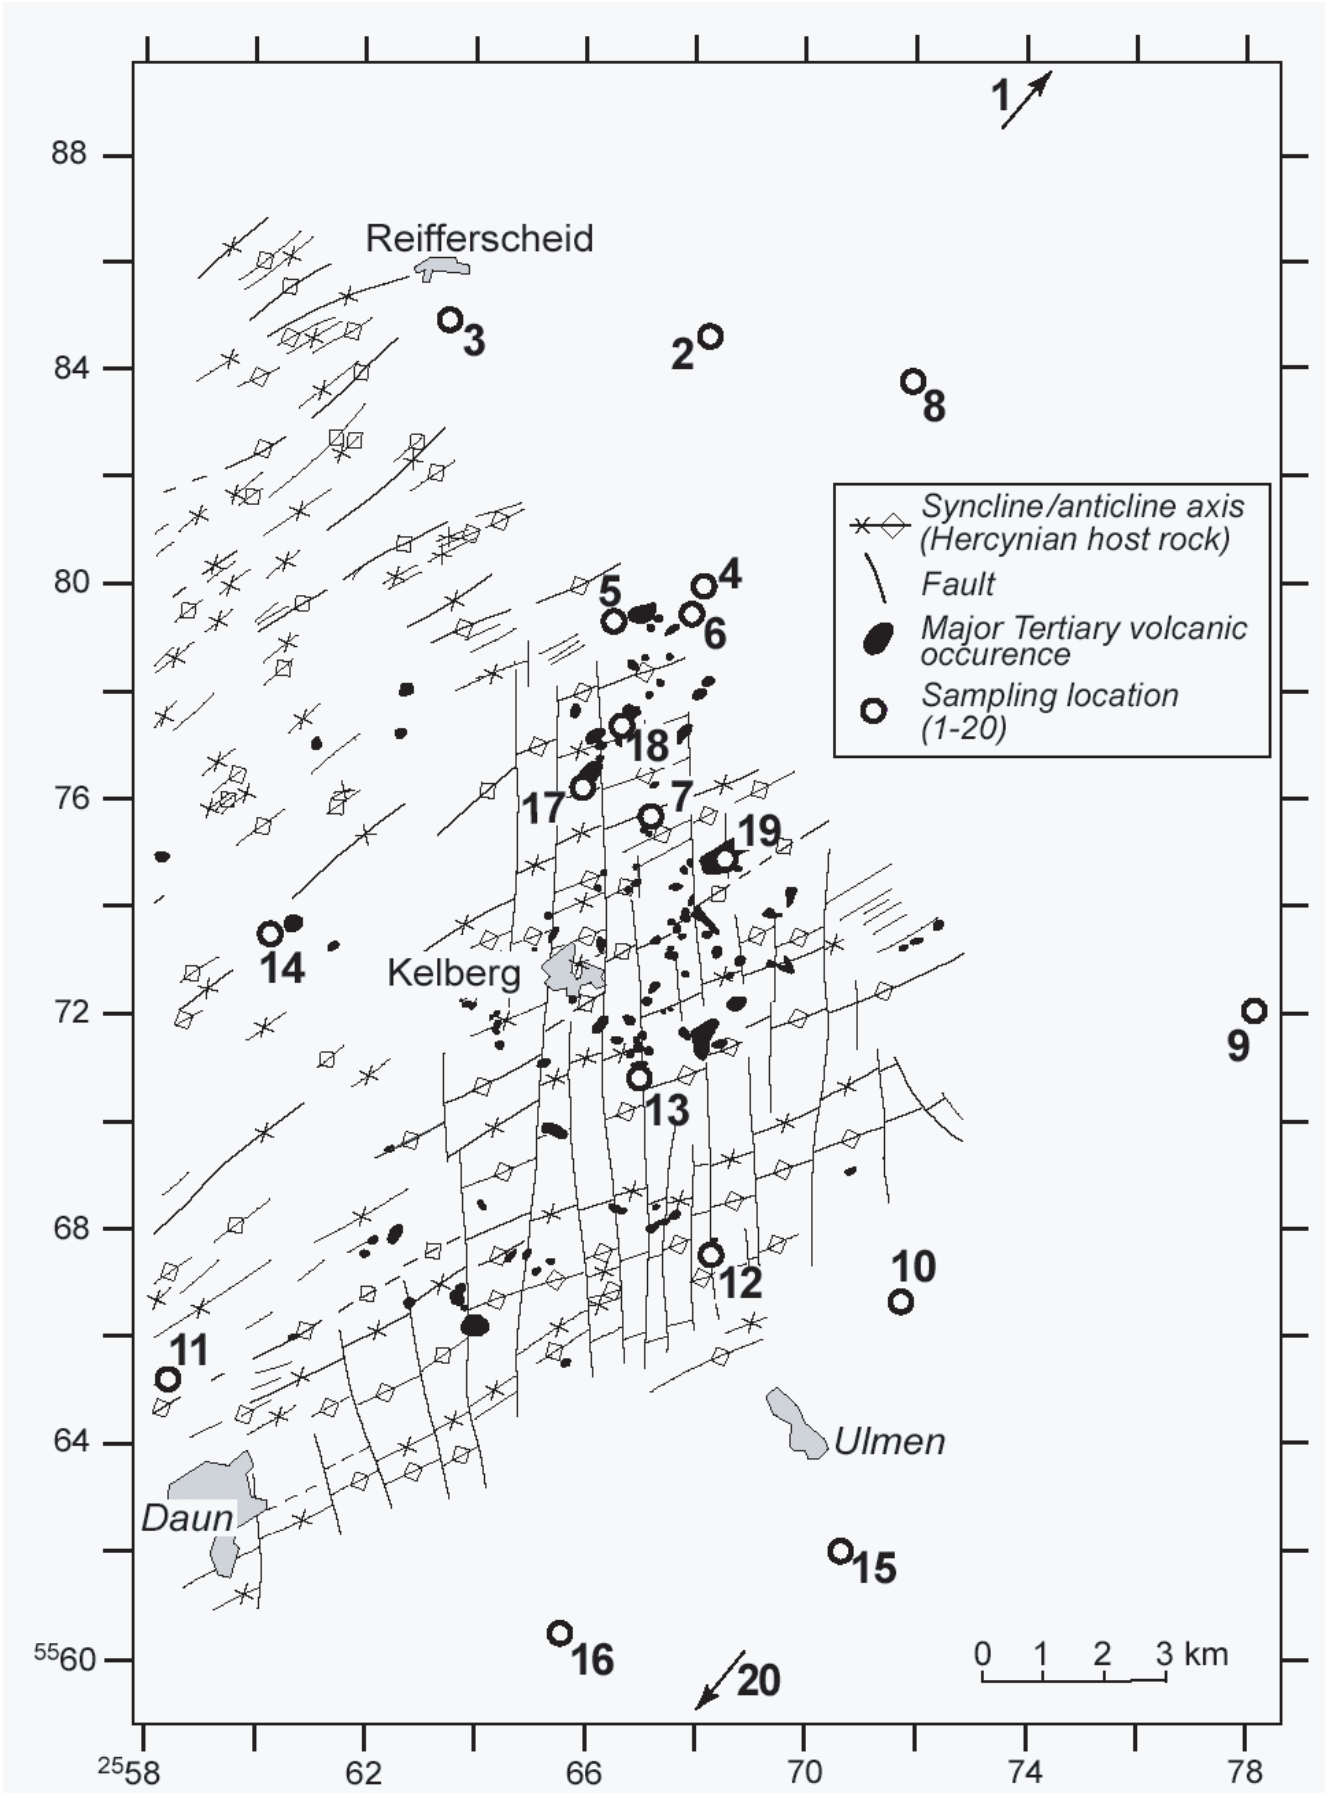 1
88
Reifferscheid
3
2
84
8
Syncline/anticline axis
(Hercynian host rock)
Fault
Major Tertiary volcanic
occurence
Sampling location
(1-20)
80
5
4
6
18
76
17
7
19
14
Kelberg
72
9
13
68
12
10
11
64
Ulmen
Daun
15
5560
16
20
0 1 2 3 km
2558 62 66 70 74 78